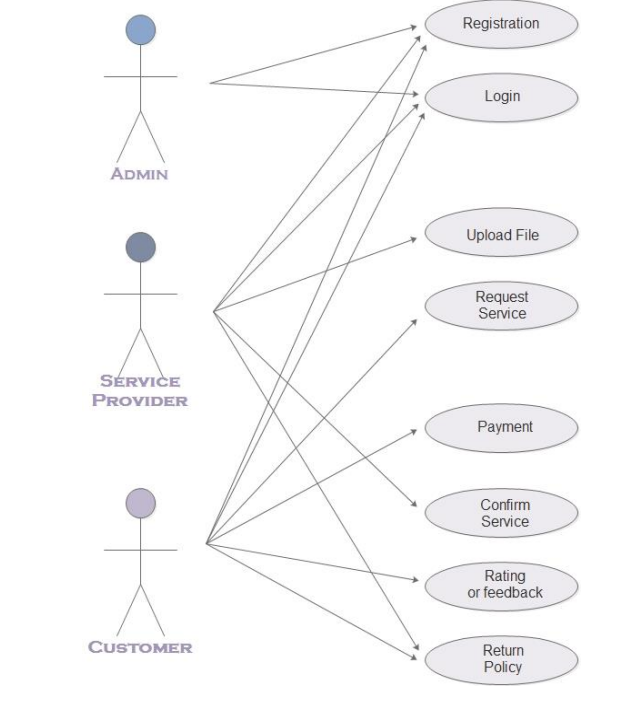 Registration
Login
ADMIN
Upload File
Request
Service
SERVICE
PROVIDER
Payment
Confirm
Service
Rating
or feedback
CUSTOMER
Return
Policy